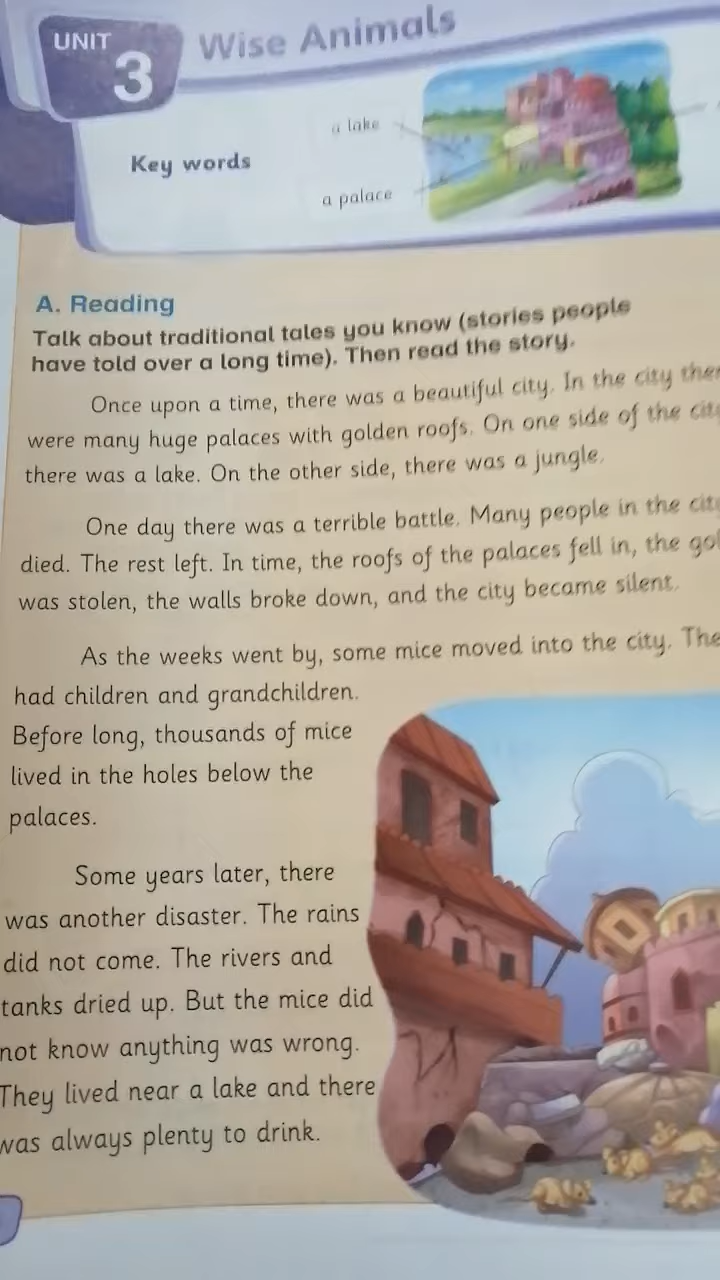 UNIT
3
Wise Animals
Key words
a lake
a palace
A. Reading
Talk about traditional tales you know (stories people
have told over a long time). Then read the story.
Once upon a time, there was a beautiful city. In the city
were many huge palaces with golden roofs. On one side of the
there was a lake. On the other side, there was a jungle.
One day there was a terrible battle. Many people in the
died. The rest left. In time, the roofs of the palaces fell in, the
was stolen, the walls broke down, and the city became silent.
As the weeks went by, some mice moved into the city.
had children and grandchildren.
Before long, thousands of mice
lived in the holes below the
palaces.
Some years later, there
was another disaster. The rains
did not come. The rivers and
tanks dried up. But the mice did
not know anything was wrong.
They lived near a lake and there
was always plenty to drink.